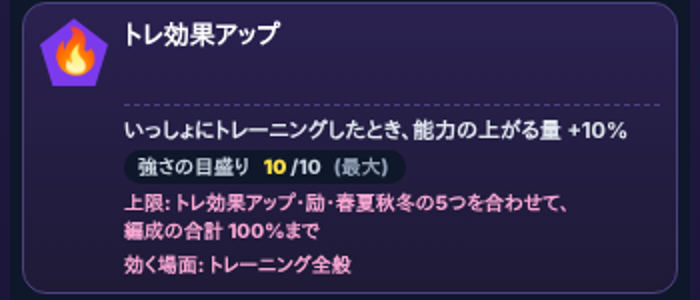 トレ効果アップ
いっしょにトレーニングしたとき、能力の上がる量 +10%
強さの目盛り 10/10 (最大)
上限: トレ効果アップ・励・春夏秋冬の5つを合わせて、
編成の合計 100%まで
効く場面: トレーニング全般